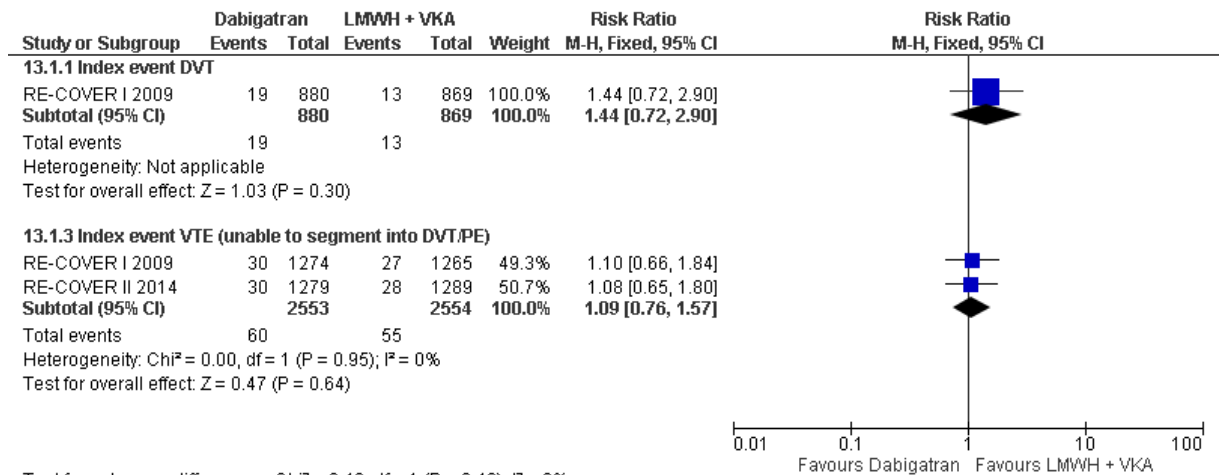 Dabigatran LMWH + VKA Risk Ratio Risk Ratio
Study or Subgroup Events Total Events Total Weight M-H, Fixed, 95% CI M-H, Fixed, 95% CI
13.1.1 Index event DVT
RE-COVER I 2009 19 880 13 869 100.0% 1.44 [0.72, 2.90]
Subtotal (95% CI) 880 869 100.0% 1.44 [0.72, 2.90]
Total events 19 13
Heterogeneity: Not applicable
Test for overall effect: Z = 1.03 (P = 0.30)
13.1.3 Index event VTE (unable to segment into DVT/PE)
RE-COVER I 2009 30 1274 27 1265 49.3% 1.10 [0.66, 1.84]
RE-COVER II 2014 30 1279 28 1289 50.7% 1.08 [0.65, 1.80]
Subtotal (95% CI) 2553 2554 100.0% 1.09 [0.76, 1.57]
Total events 60 55
Heterogeneity: Chi² = 0.00, df = 1 (P = 0.95); I² = 0%
Test for overall effect: Z = 0.47 (P = 0.64)
0.01 0.1 1 10 100
Favours Dabigatran Favours LMWH + VKA